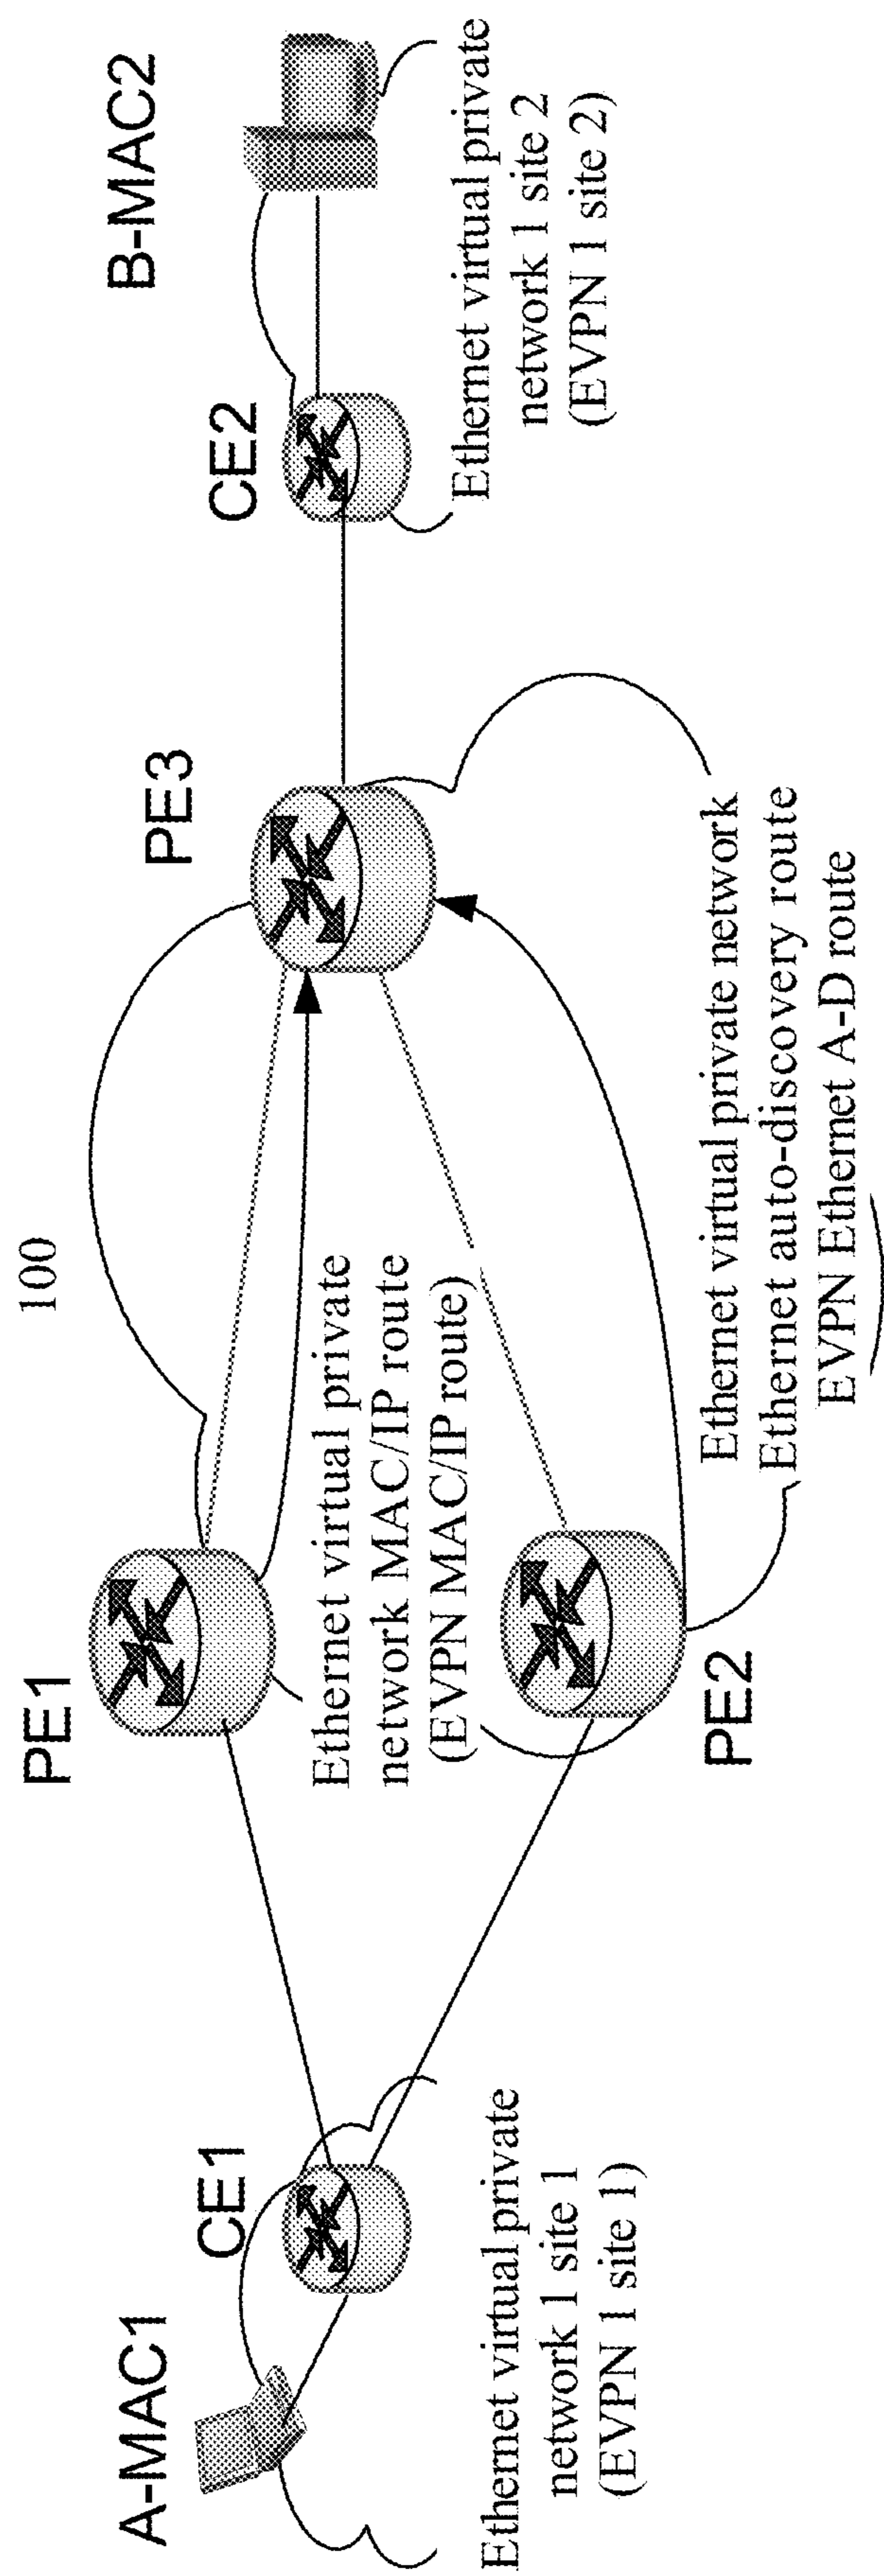 100
A-MAC1
CE1
Ethernet virtual private
network 1 site 1
(EVPN 1 site 1)
PE1
Ethernet virtual private
network MAC/IP route
(EVPN MAC/IP route)
PE2
PE3
Ethernet virtual private network
Ethernet auto-discovery route
EVPN Ethernet A-D route
CE2
B-MAC2
Ethernet virtual private
network 1 site 2
(EVPN 1 site 2)